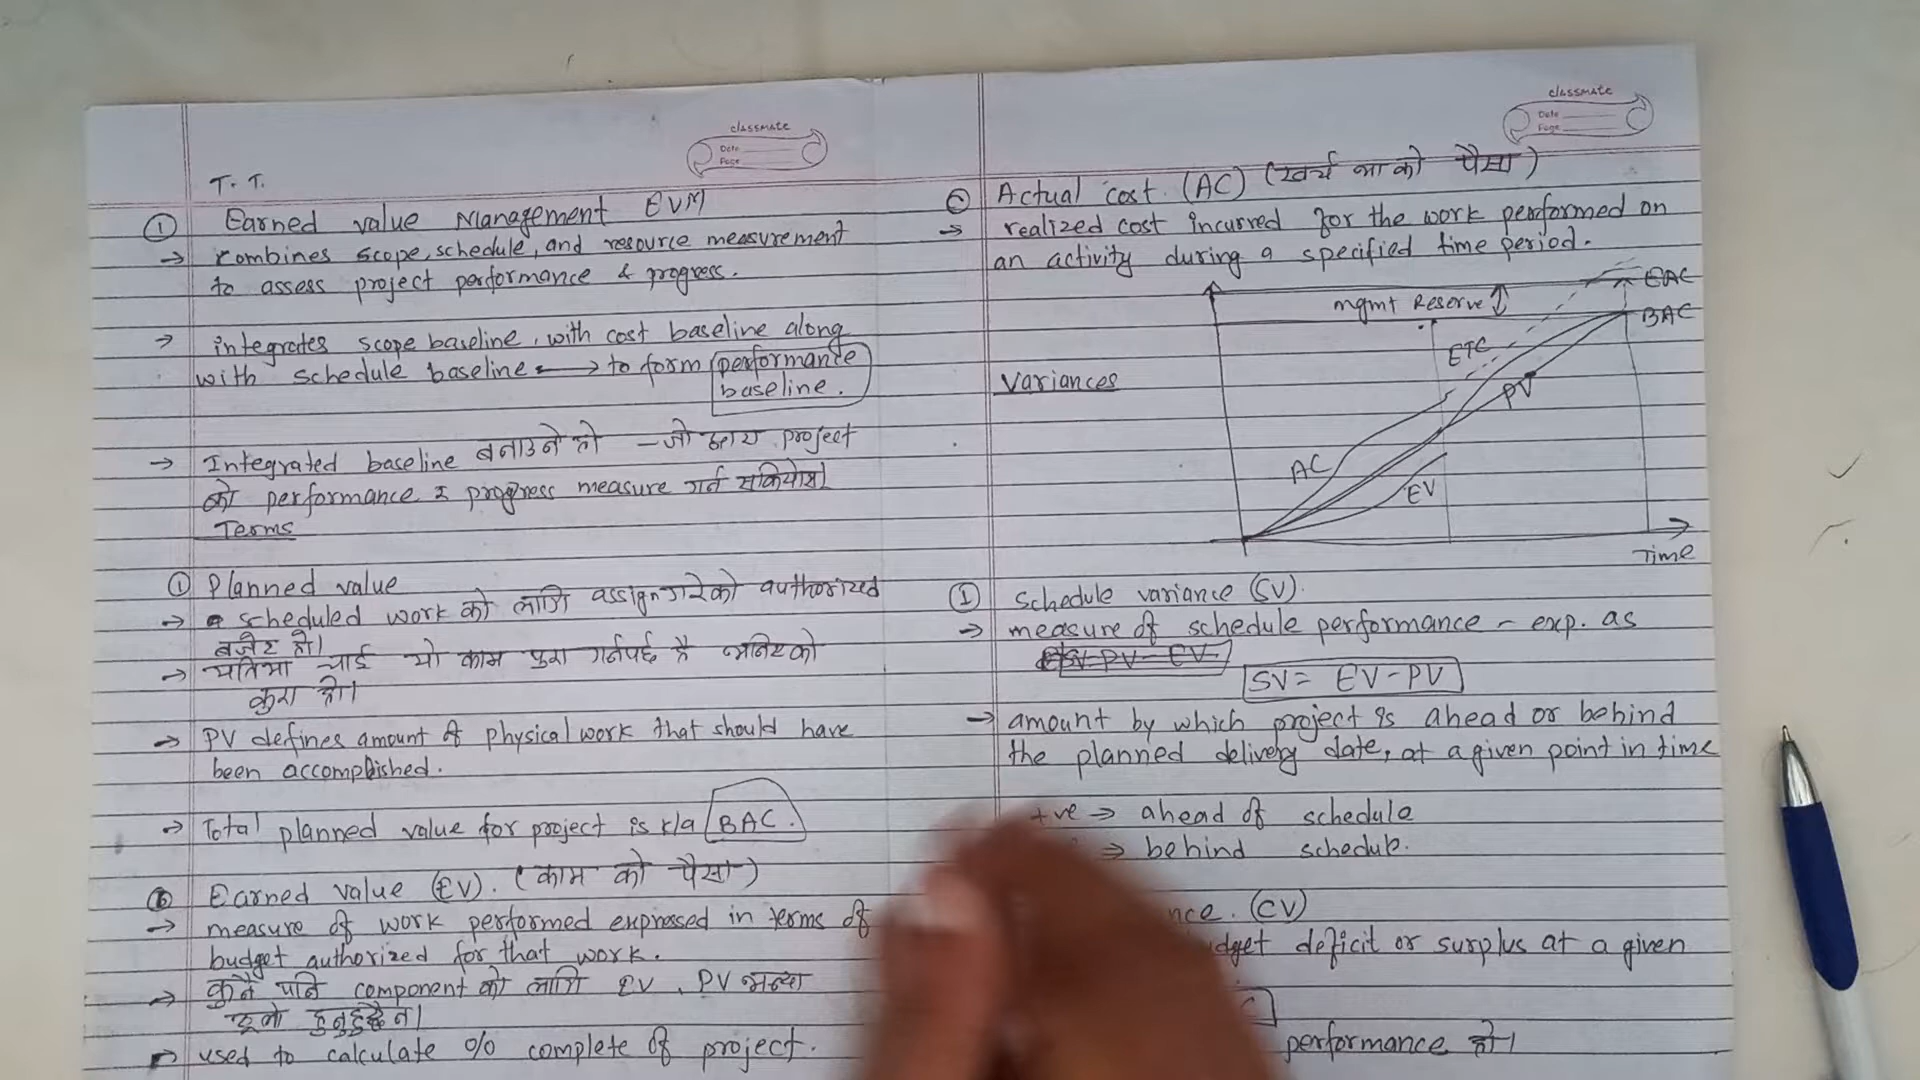 classmate
Date
Page
T. T.
① Earned value Management EVM
→ combines scope, schedule, and resource measurement
to assess project performance & progress.
→ integrates scope baseline, with cost baseline along
with schedule baseline → to form performance
baseline.
→ Integrated baseline बनाउने हो – जो द्वारा project
को performance र progress measure गर्न सकियोस।
Terms
① Planned value
→ scheduled work को लागि assign गरेको authorized
बजेट हो।
→ यतिमा चाई यो काम पुरा गर्नुपर्छ है भनिएको
कुरा हो।
→ PV defines amount of physical work that should have
been accomplished.
→ Total planned value for project is k/a BAC.
Earned value (EV). (काम को पैसा)
→ measure of work performed expressed in terms of
budget authorized for that work.
→ कुनै पनि component को लागि EV, PV भन्दा
ठूलो हुनुहुदैन।
→ used to calculate % complete of project.
classmate
Date
Page
Actual cost. (AC) (खर्च भाको पैसा)
→ realized cost incurred for the work performed on
an activity during a specified time period.
EAC
mgmt Reserve
BAC
ETC
Variances
PV
AC
EV
Time
① Schedule variance (SV).
→ measure of schedule performance – exp. as
SV = EV - PV
→ amount by which project is ahead or behind
the planned delivery date, at a given point in time
+ve → ahead of schedule
→ behind schedule.
(CV)
deficit or surplus at a given
performance हो।